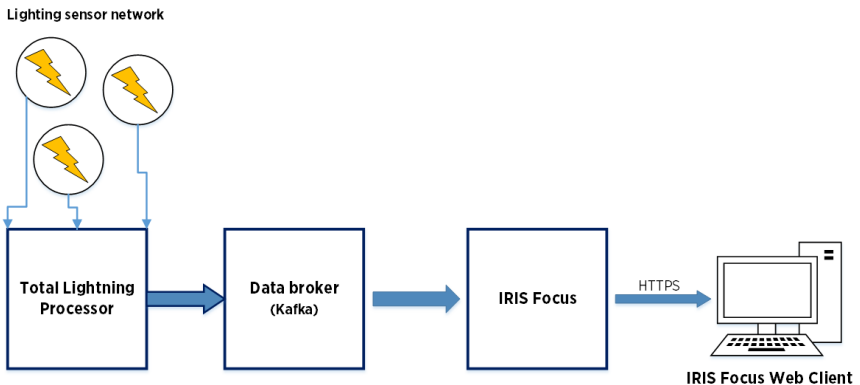 Lighting sensor network
Total Lightning
Processor
Data broker
(Kafka)
IRIS Focus
HTTPS
IRIS Focus Web Client